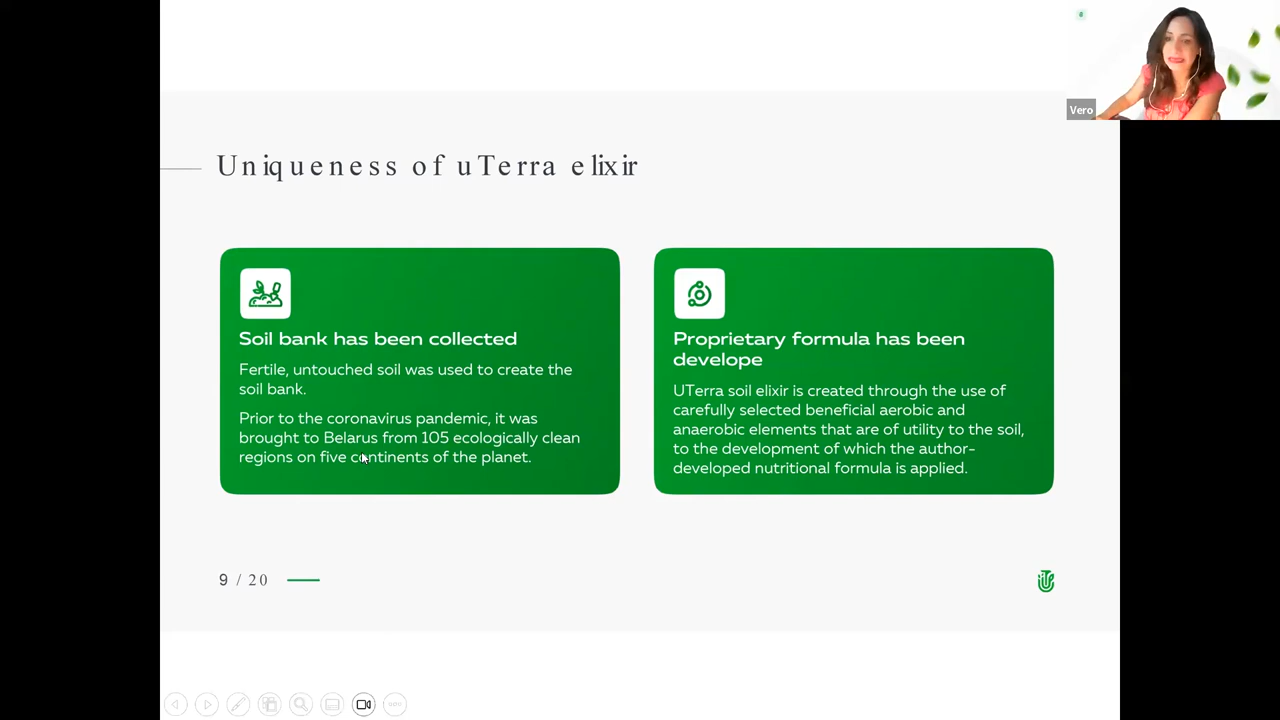 Vero
Uniqueness of uTerra elixir
Soil bank has been collected
Fertile, untouched soil was used to create the
soil bank.
Prior to the coronavirus pandemic, it was
brought to Belarus from 105 ecologically clean
regions on five continents of the planet.
Proprietary formula has been
develope
UTerra soil elixir is created through the use of
carefully selected beneficial aerobic and
anaerobic elements that are of utility to the soil,
to the development of which the author-
developed nutritional formula is applied.
9 / 20